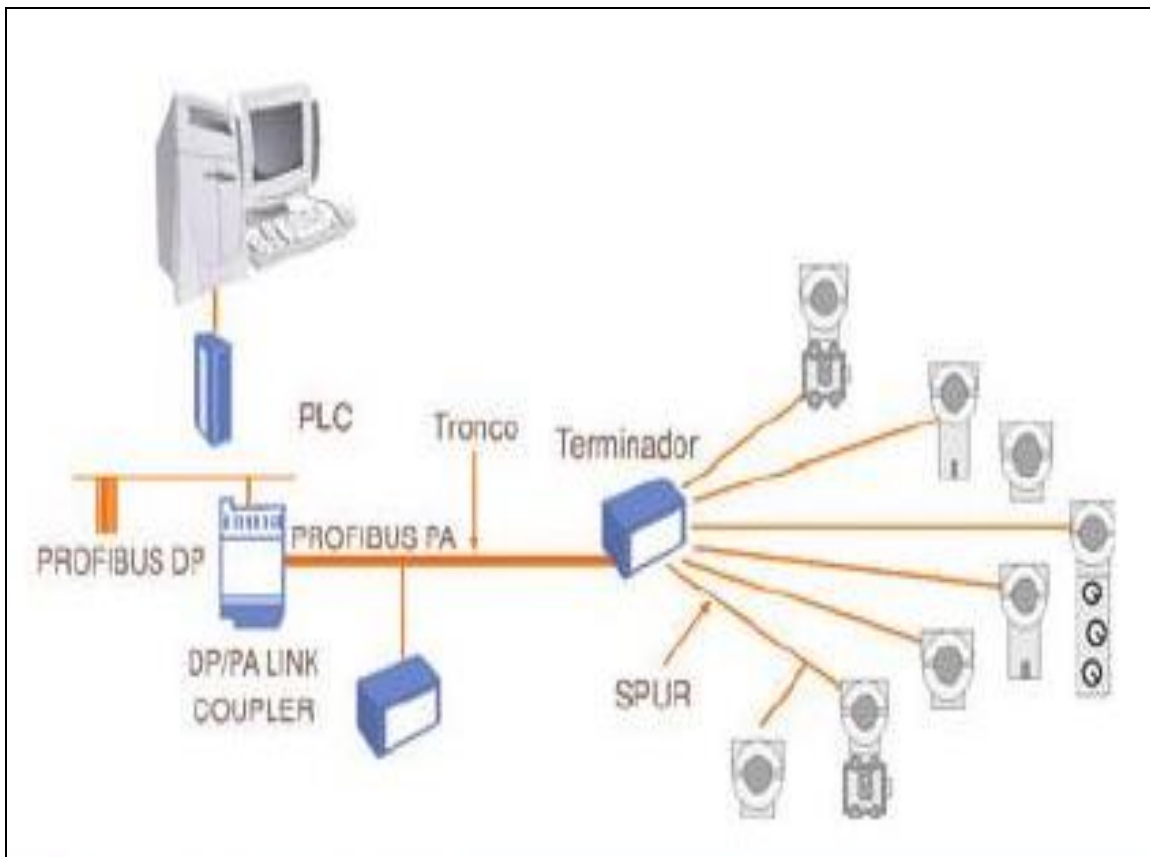 PLC
Tronco
Terminador
PROFIBUS DP
PROFIBUS PA
DP/PA LINK
COUPLER
SPUR